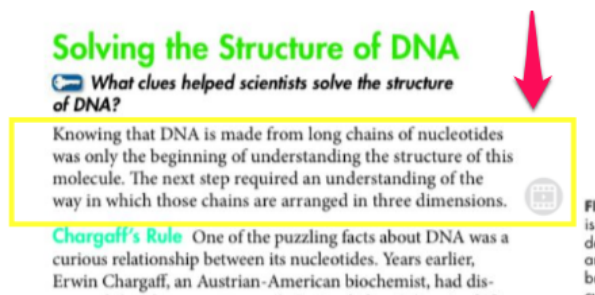 Solving the Structure of DNA
What clues helped scientists solve the structure
of DNA?
Knowing that DNA is made from long chains of nucleotides
was only the beginning of understanding the structure of this
molecule. The next step required an understanding of the
way in which those chains are arranged in three dimensions.
Chargaff's Rule One of the puzzling facts about DNA was a
curious relationship between its nucleotides. Years earlier,
Erwin Chargaff, an Austrian-American biochemist, had dis-
is